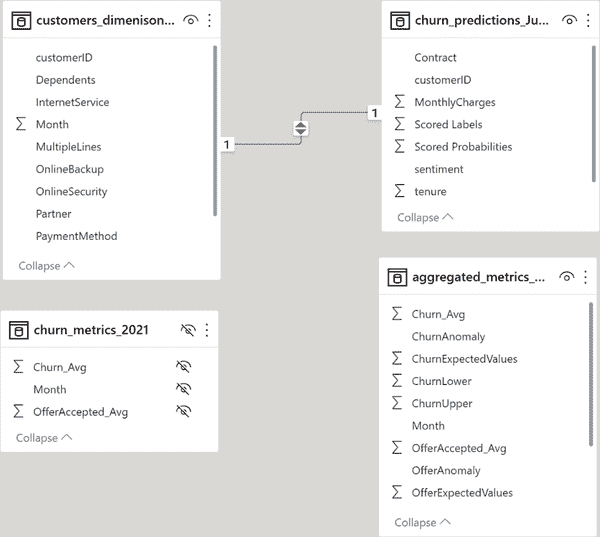 customers_dimenison...
customerID
Dependents
InternetService
Σ Month
MultipleLines
OnlineBackup
OnlineSecurity
Partner
PaymentMethod
Collapse
1
1
churn_predictions_Ju...
Contract
customerID
Σ MonthlyCharges
Σ Scored Labels
Σ Scored Probabilities
sentiment
Σ tenure
Collapse
churn_metrics_2021
Σ Churn_Avg
Month
Σ OfferAccepted_Avg
Collapse
aggregated_metrics_...
Σ Churn_Avg
ChurnAnomaly
Σ ChurnExpectedValues
Σ ChurnLower
Σ ChurnUpper
Month
Σ OfferAccepted_Avg
OfferAnomaly
Σ OfferExpectedValues
Collapse